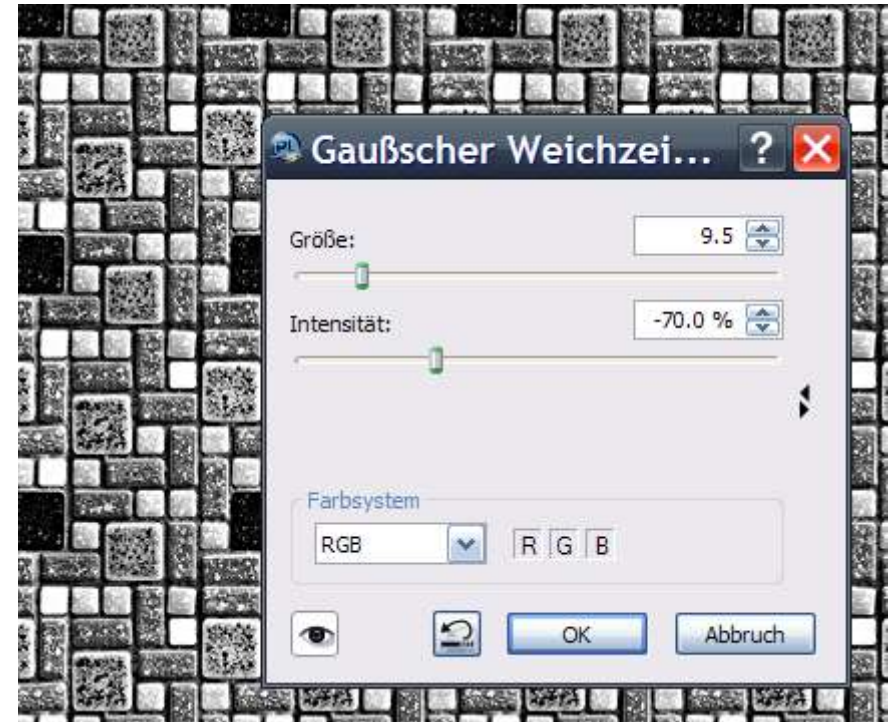 Gaußscher Weichzei... ?
Größe: 9.5
Intensität: -70.0 %
Farbsystem
RGB R G B
OK Abbruch